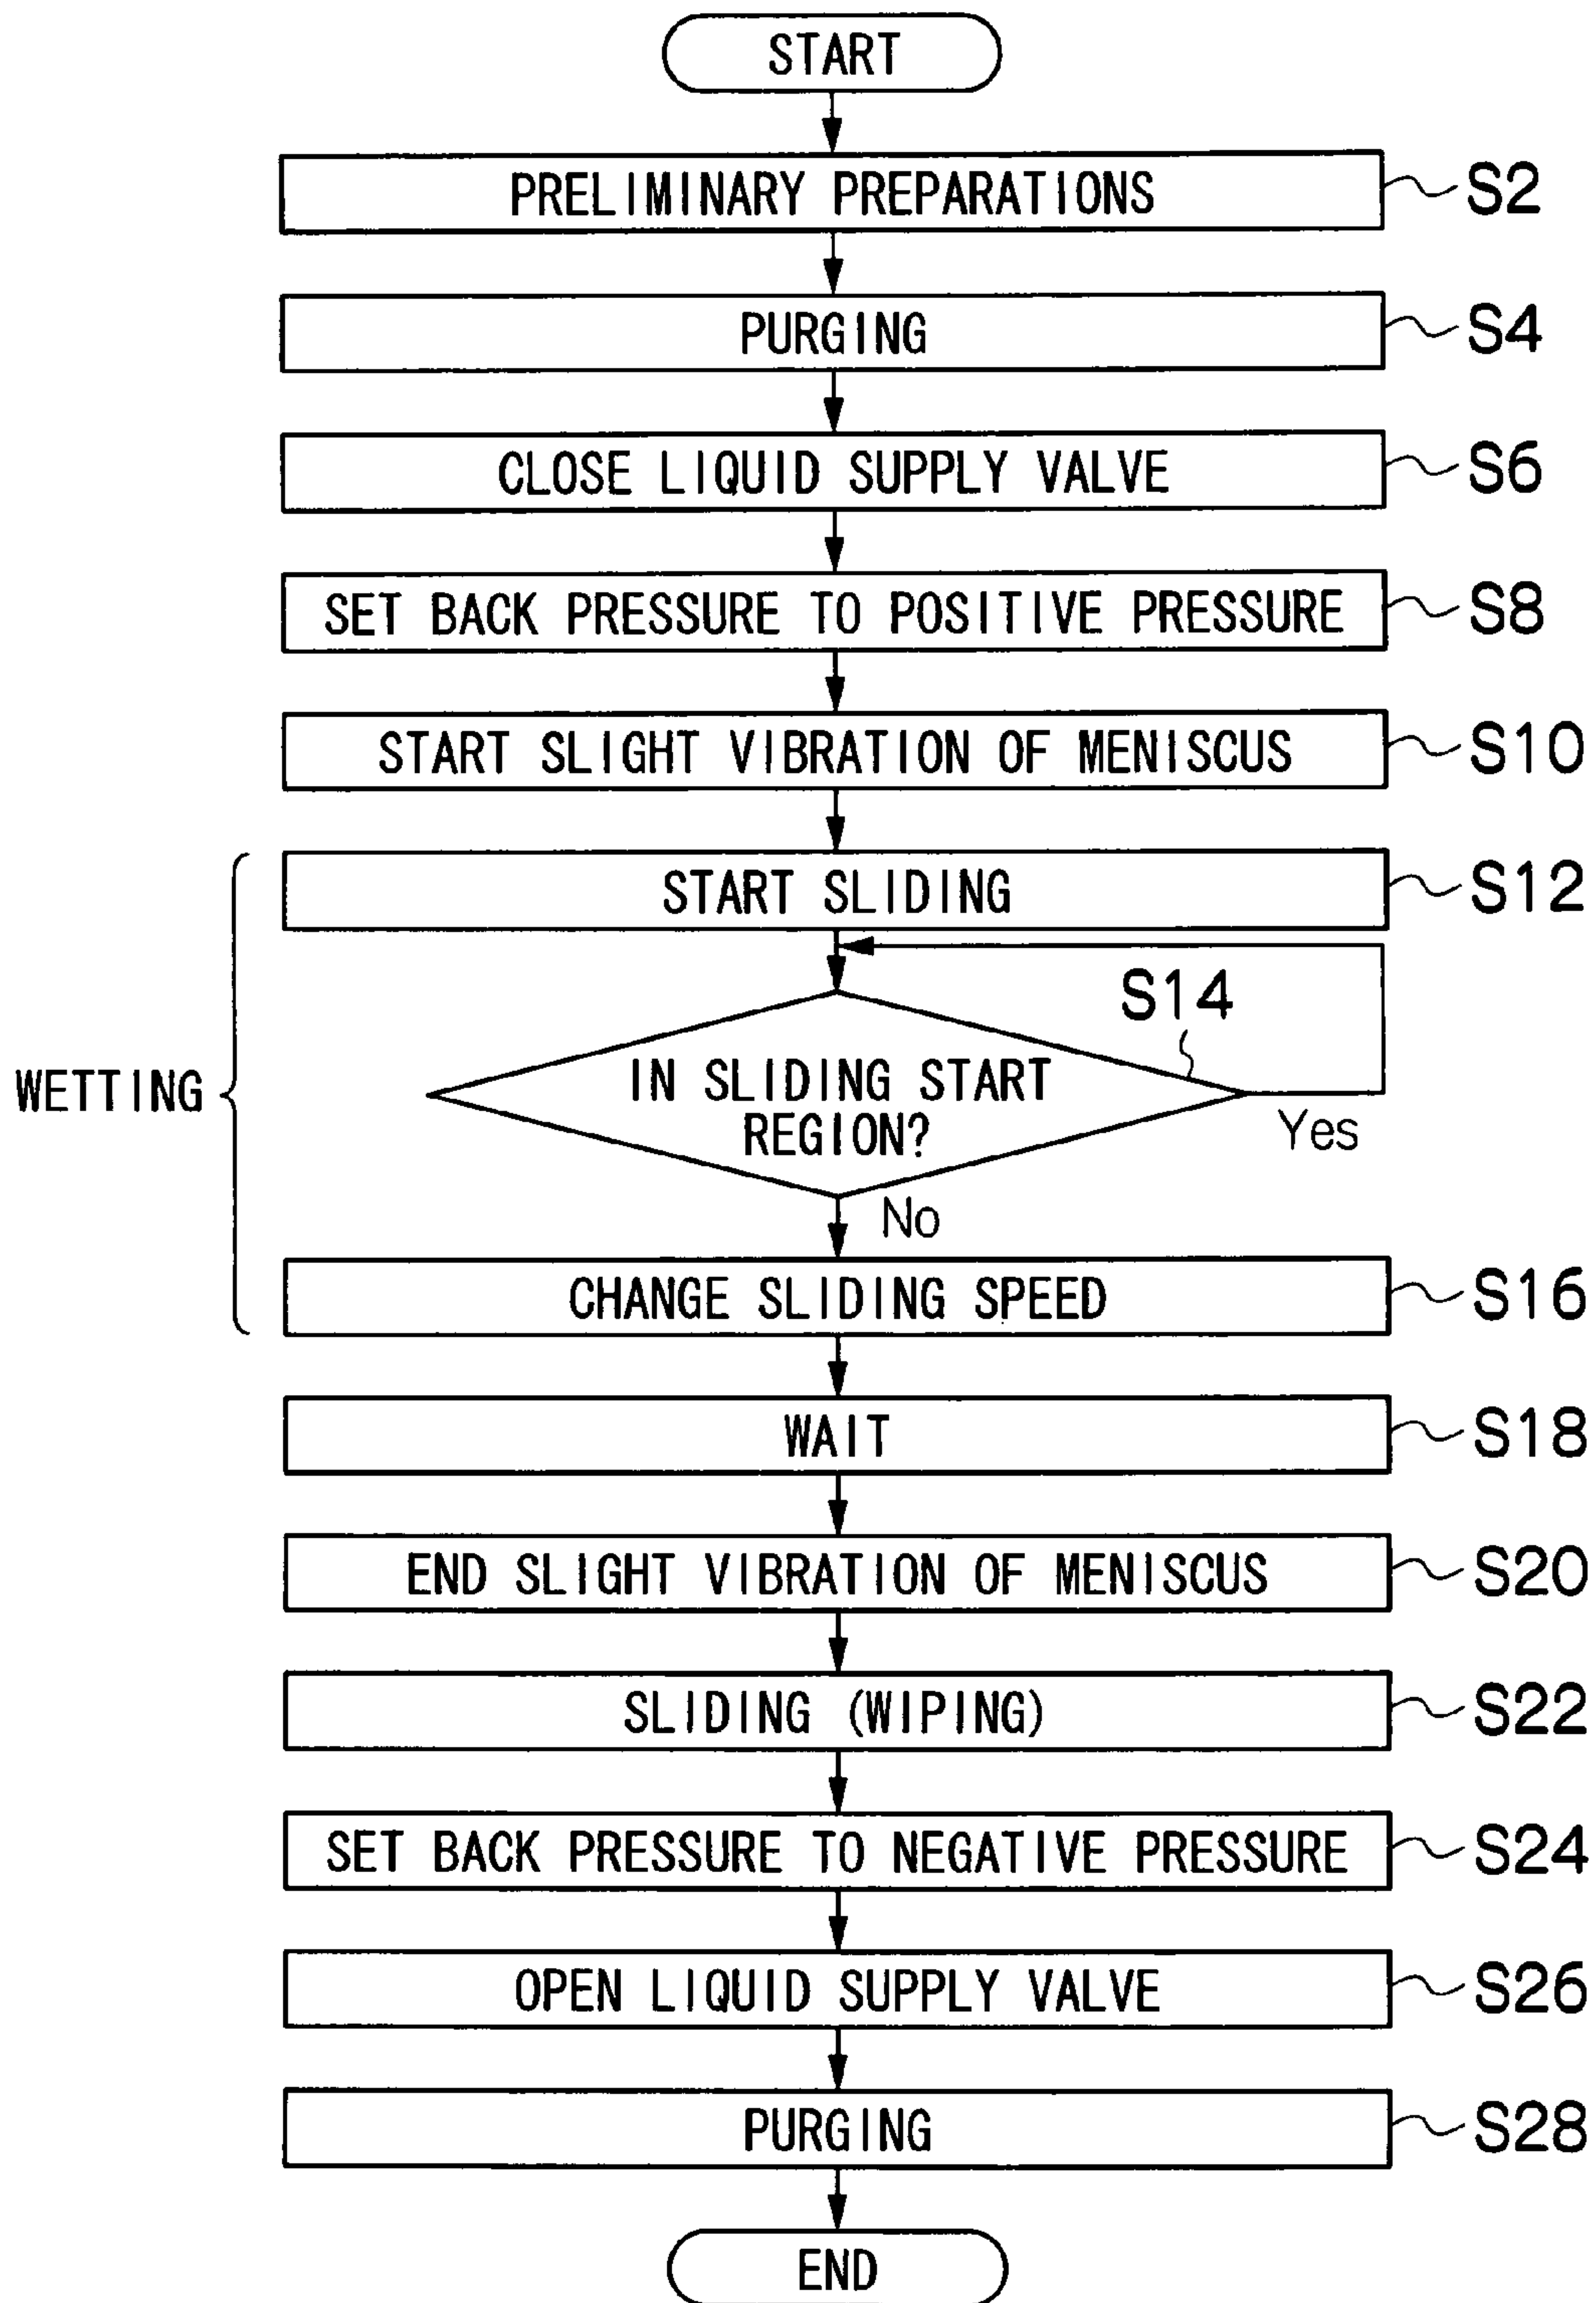 START
PRELIMINARY PREPARATIONS
S2
PURGING
S4
CLOSE LIQUID SUPPLY VALVE
S6
SET BACK PRESSURE TO POSITIVE PRESSURE
S8
START SLIGHT VIBRATION OF MENISCUS
S10
START SLIDING
S12
S14
IN SLIDING START
REGION?
WETTING
Yes
No
CHANGE SLIDING SPEED
S16
WAIT
S18
END SLIGHT VIBRATION OF MENISCUS
S20
SLIDING (WIPING)
S22
SET BACK PRESSURE TO NEGATIVE PRESSURE
S24
OPEN LIQUID SUPPLY VALVE
S26
PURGING
S28
END